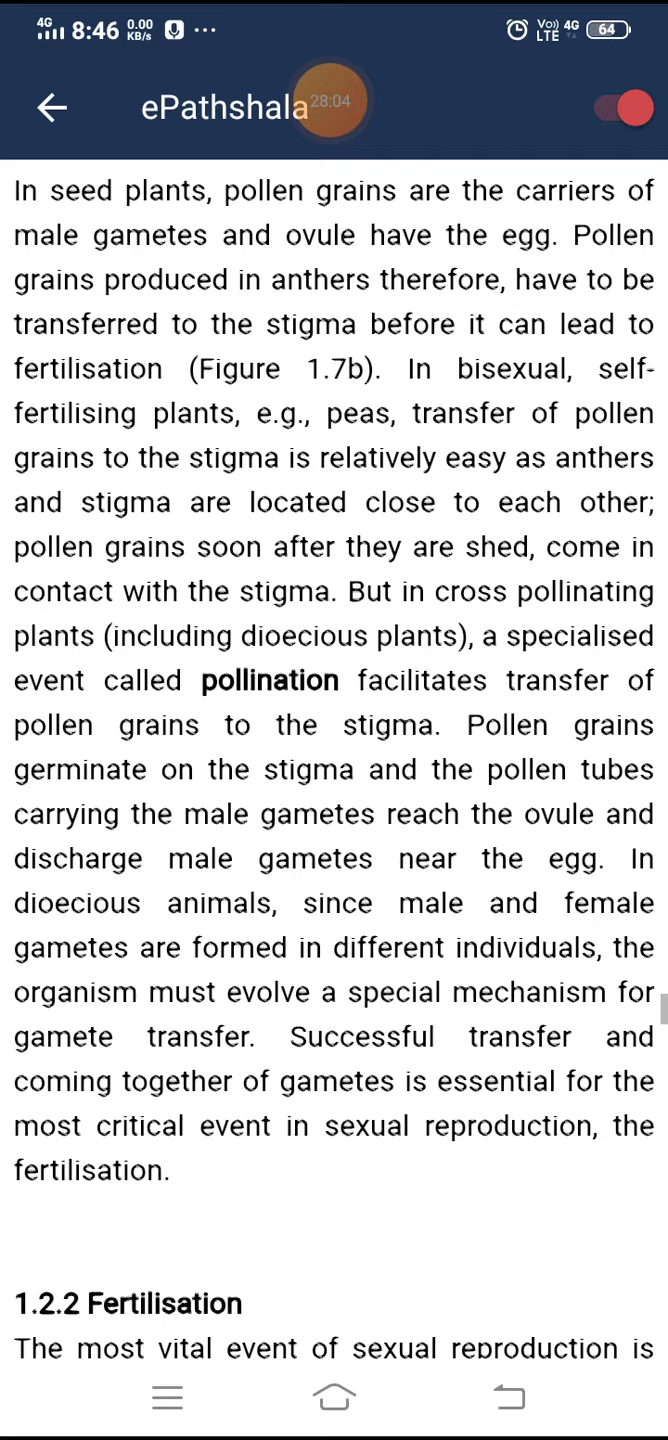 4G 8:46 0.00 KB/s ... Vo)) LTE 4G 64
ePathshala 28:04
In seed plants, pollen grains are the carriers of
male gametes and ovule have the egg. Pollen
grains produced in anthers therefore, have to be
transferred to the stigma before it can lead to
fertilisation (Figure 1.7b). In bisexual, self-
fertilising plants, e.g., peas, transfer of pollen
grains to the stigma is relatively easy as anthers
and stigma are located close to each other;
pollen grains soon after they are shed, come in
contact with the stigma. But in cross pollinating
plants (including dioecious plants), a specialised
event called pollination facilitates transfer of
pollen grains to the stigma. Pollen grains
germinate on the stigma and the pollen tubes
carrying the male gametes reach the ovule and
discharge male gametes near the egg. In
dioecious animals, since male and female
gametes are formed in different individuals, the
organism must evolve a special mechanism for
gamete transfer. Successful transfer and
coming together of gametes is essential for the
most critical event in sexual reproduction, the
fertilisation.
1.2.2 Fertilisation
The most vital event of sexual reproduction is